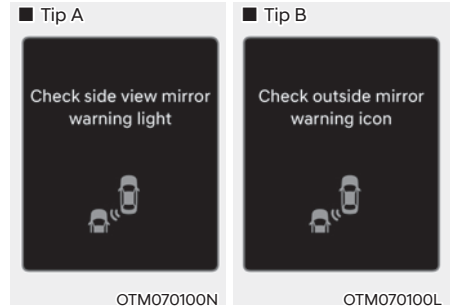 ■ Tip A
Check side view mirror
warning light
OTM070100N
■ Tip B
Check outside mirror
warning icon
OTM070100L